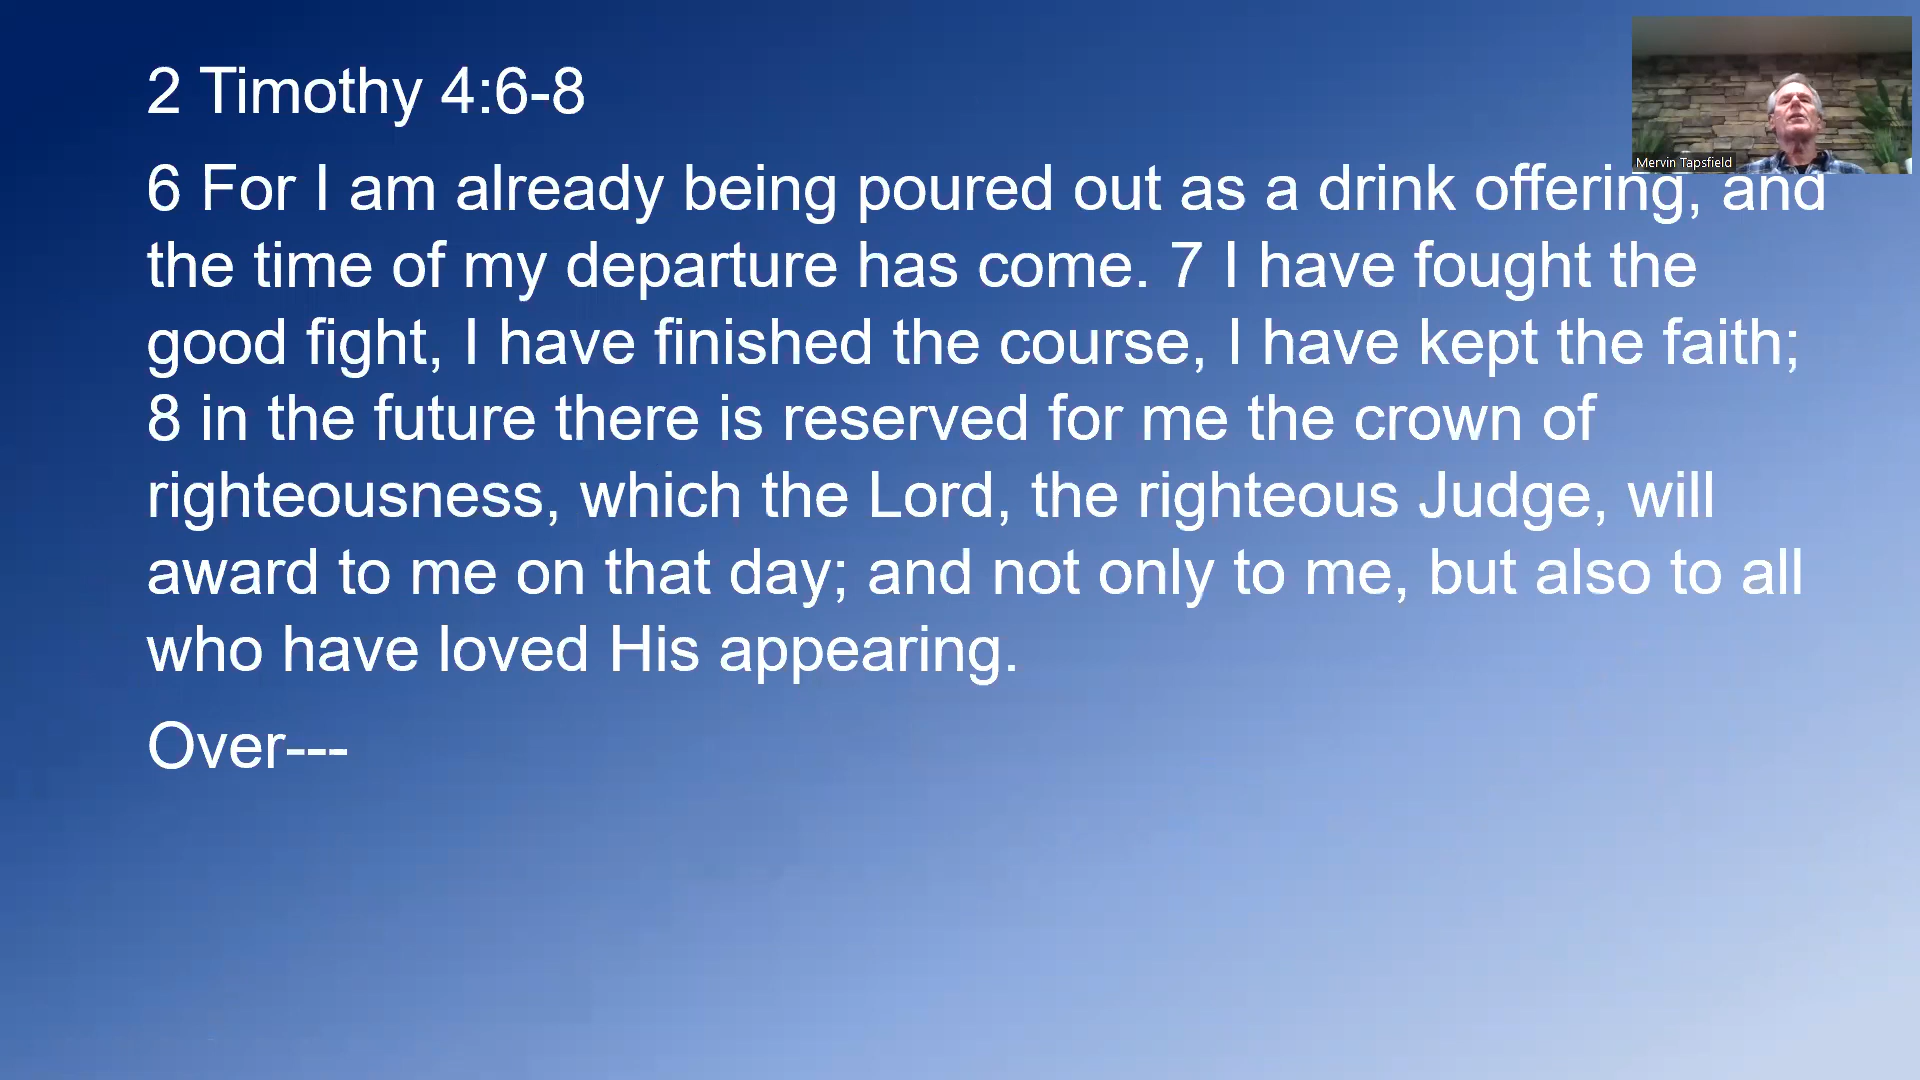 2 Timothy 4:6-8
Mervin Tapsfield
6 For I am already being poured out as a drink offering, and
the time of my departure has come. 7 I have fought the
good fight, I have finished the course, I have kept the faith;
8 in the future there is reserved for me the crown of
righteousness, which the Lord, the righteous Judge, will
award to me on that day; and not only to me, but also to all
who have loved His appearing.
Over---